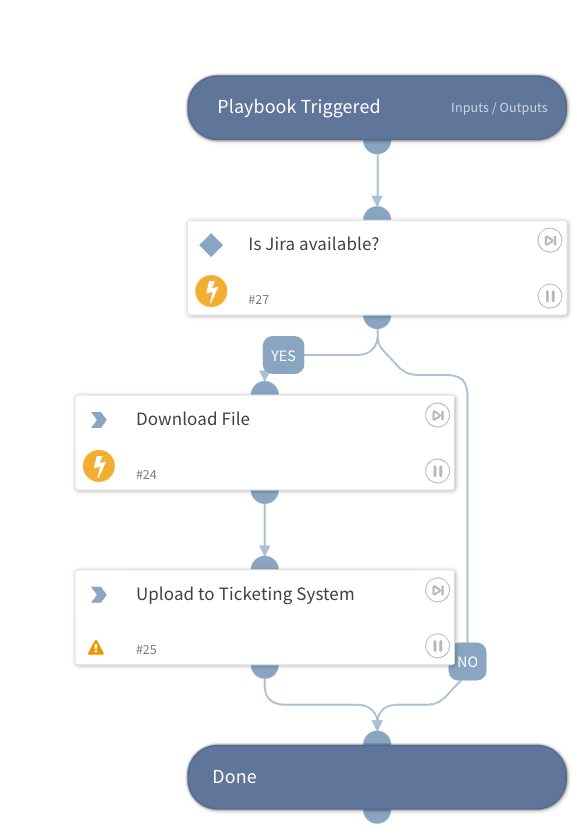 Playbook Triggered Inputs / Outputs
Is Jira available?
#27
YES
Download File
#24
Upload to Ticketing System
#25
NO
Done